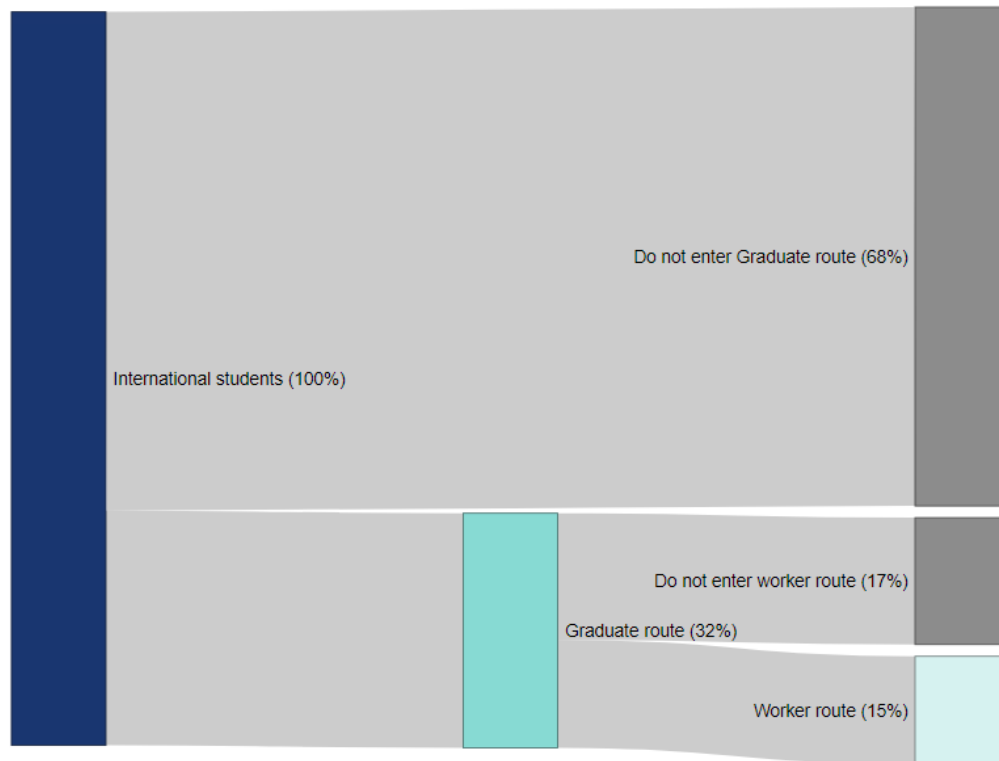 Do not enter Graduate route (68%)
International students (100%)
Do not enter worker route (17%)
Graduate route (32%)
Worker route (15%)